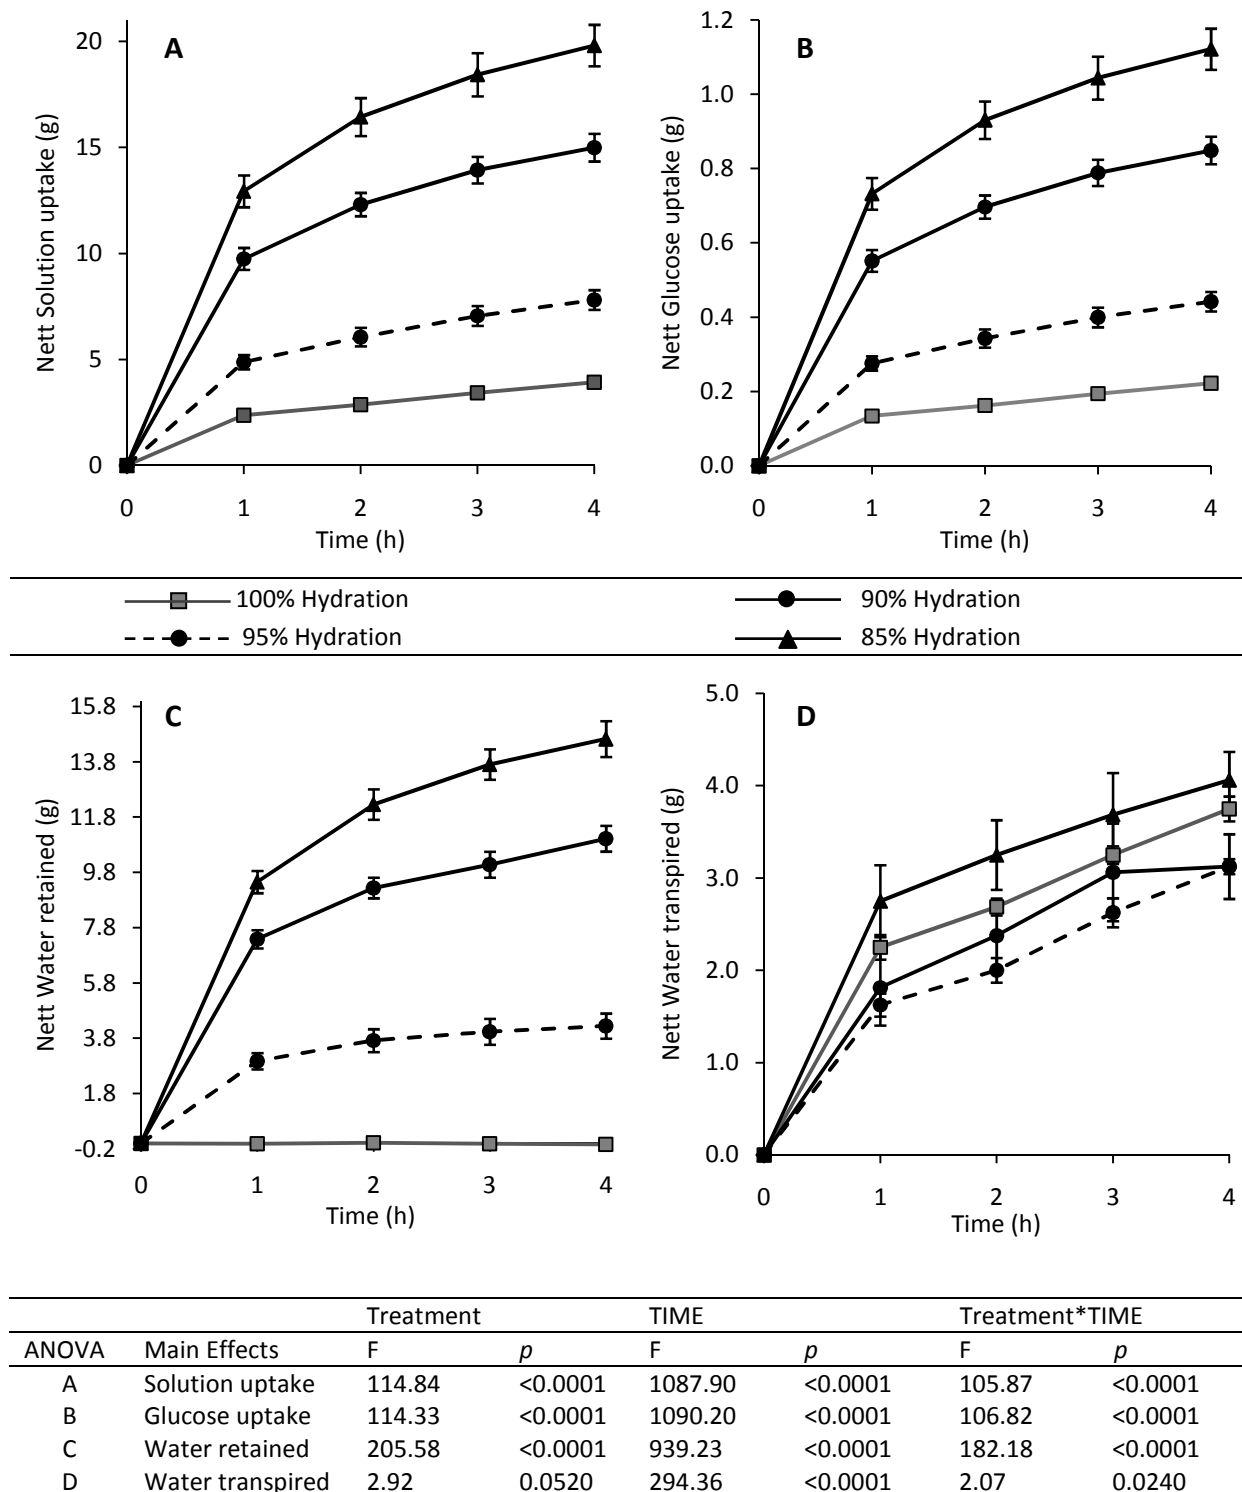 A
Nett Solution uptake (g)
20
15
10
5
0
0 1 2 3 4
Time (h)
B
Nett Glucose uptake (g)
1.2
1.0
0.8
0.6
0.4
0.2
0.0
0 1 2 3 4
Time (h)
100% Hydration 90% Hydration
95% Hydration 85% Hydration
C
Nett Water retained (g)
15.8
13.8
11.8
9.8
7.8
5.8
3.8
1.8
-0.2
0 1 2 3 4
Time (h)
D
Nett Water transpired (g)
5.0
4.0
3.0
2.0
1.0
0.0
0 1 2 3 4
Time (h)
Treatment TIME Treatment*TIME
ANOVA Main Effects F p F p F p
A Solution uptake 114.84 <0.0001 1087.90 <0.0001 105.87 <0.0001
B Glucose uptake 114.33 <0.0001 1090.20 <0.0001 106.82 <0.0001
C Water retained 205.58 <0.0001 939.23 <0.0001 182.18 <0.0001
D Water transpired 2.92 0.0520 294.36 <0.0001 2.07 0.0240